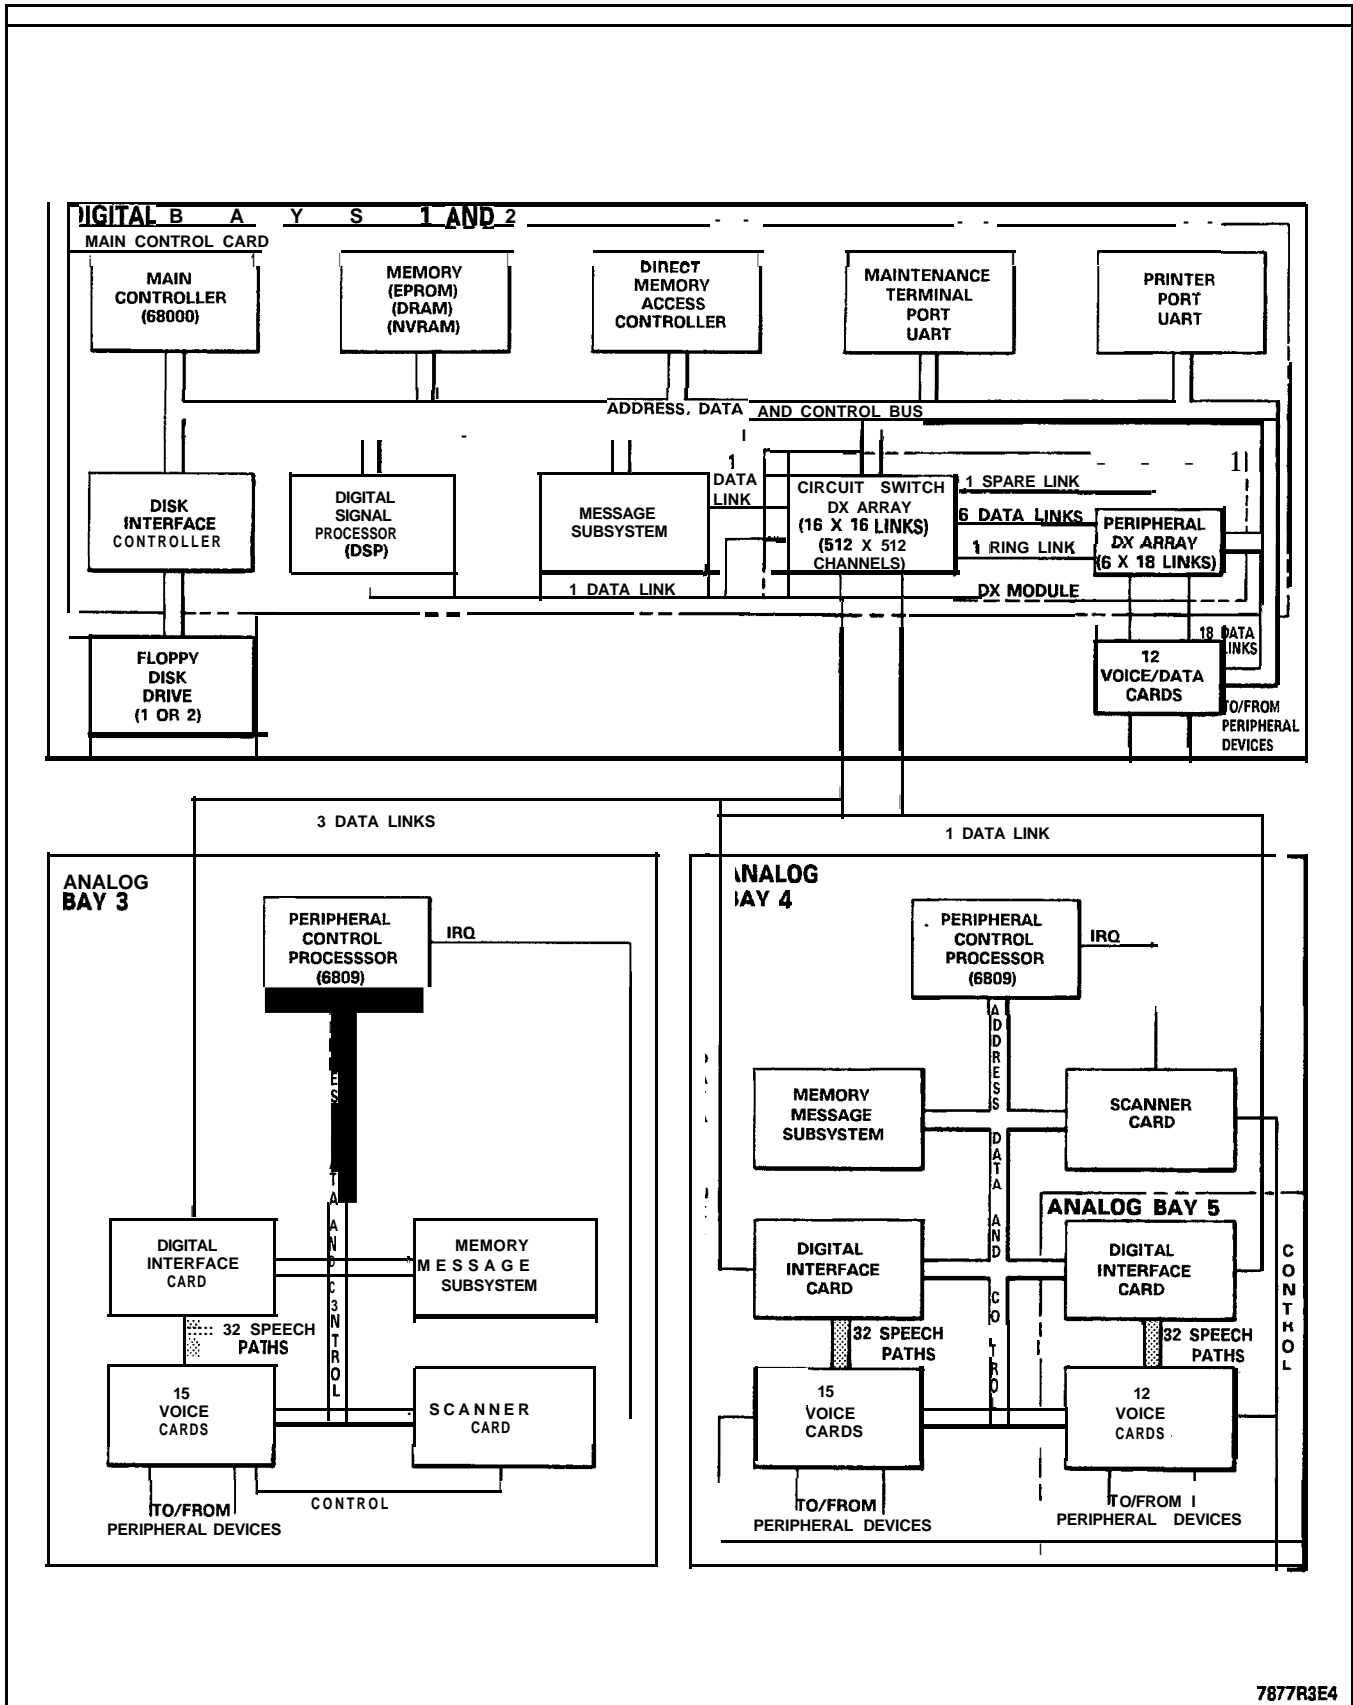 DIGITAL BAYS 1 AND 2
MAIN CONTROL CARD
MAIN
CONTROLLER
(68000)
MEMORY
(EPROM)
(DRAM)
(NVRAM)
DIRECT
MEMORY
ACCESS
CONTROLLER
MAINTENANCE
TERMINAL
PORT
UART
PRINTER
PORT
UART
ADDRESS, DATA AND CONTROL BUS
DISK
INTERFACE
CONTROLLER
DIGITAL
SIGNAL
PROCESSOR
(DSP)
MESSAGE
SUBSYSTEM
1
DATA
LINK
CIRCUIT SWITCH
DX ARRAY
(16 X 16 LINKS)
(512 X 512
CHANNELS)
1 SPARE LINK
6 DATA LINKS
1 RING LINK
PERIPHERAL
DX ARRAY
(6 X 18 LINKS)
1 DATA LINK
DX MODULE
FLOPPY
DISK
DRIVE
(1 OR 2)
18 DATA
LINKS
12
VOICE/DATA
CARDS
TO/FROM
PERIPHERAL
DEVICES
3 DATA LINKS
1 DATA LINK
ANALOG
BAY 3
PERIPHERAL
CONTROL
PROCESSSOR
(6809)
IRQ
DIGITAL
INTERFACE
CARD
MEMORY
MESSAGE
SUBSYSTEM
32 SPEECH
PATHS
15
VOICE
CARDS
SCANNER
CARD
CONTROL
TO/FROM
PERIPHERAL DEVICES
ANALOG
BAY 4
PERIPHERAL
CONTROL
PROCESSOR
(6809)
IRQ
ADDRESS DATA AND CO TROL
MEMORY
MESSAGE
SUBSYSTEM
SCANNER
CARD
ANALOG BAY 5
DIGITAL
INTERFACE
CARD
DIGITAL
INTERFACE
CARD
CONTROL
32 SPEECH
PATHS
32 SPEECH
PATHS
15
VOICE
CARDS
12
VOICE
CARDS
TO/FROM
PERIPHERAL DEVICES
TO/FROM
PERIPHERAL DEVICES
7877R3E4